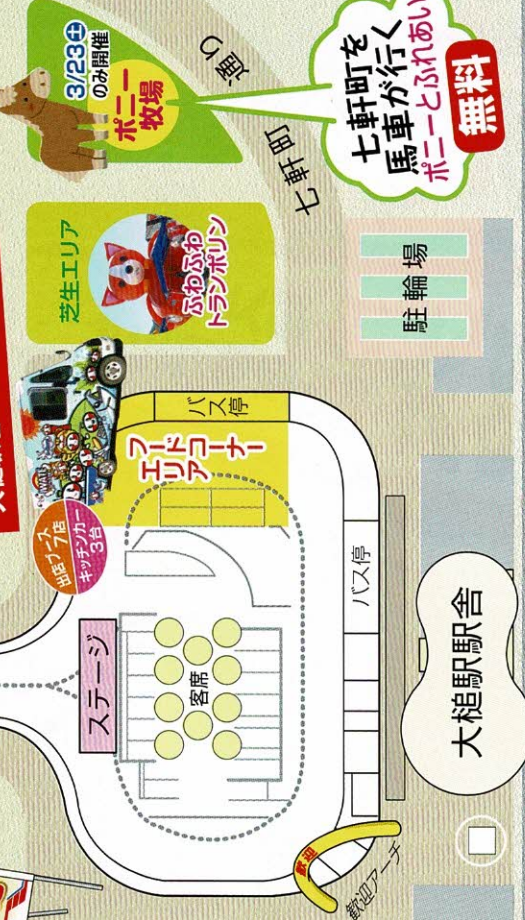 3/23土
のみ開催
ポニー
牧場
七軒町を
馬車が行く
ポニーとふれあい
無料
七軒町 通り
芝生エリア
ふわふわ
トランポリン
駐輪場
出店ブース
7店
キッチンカー
3台
フードコーナー
エリア
バス停
ステージ
客席
バス停
歓迎
歓迎アーチ
大槌駅駅舎